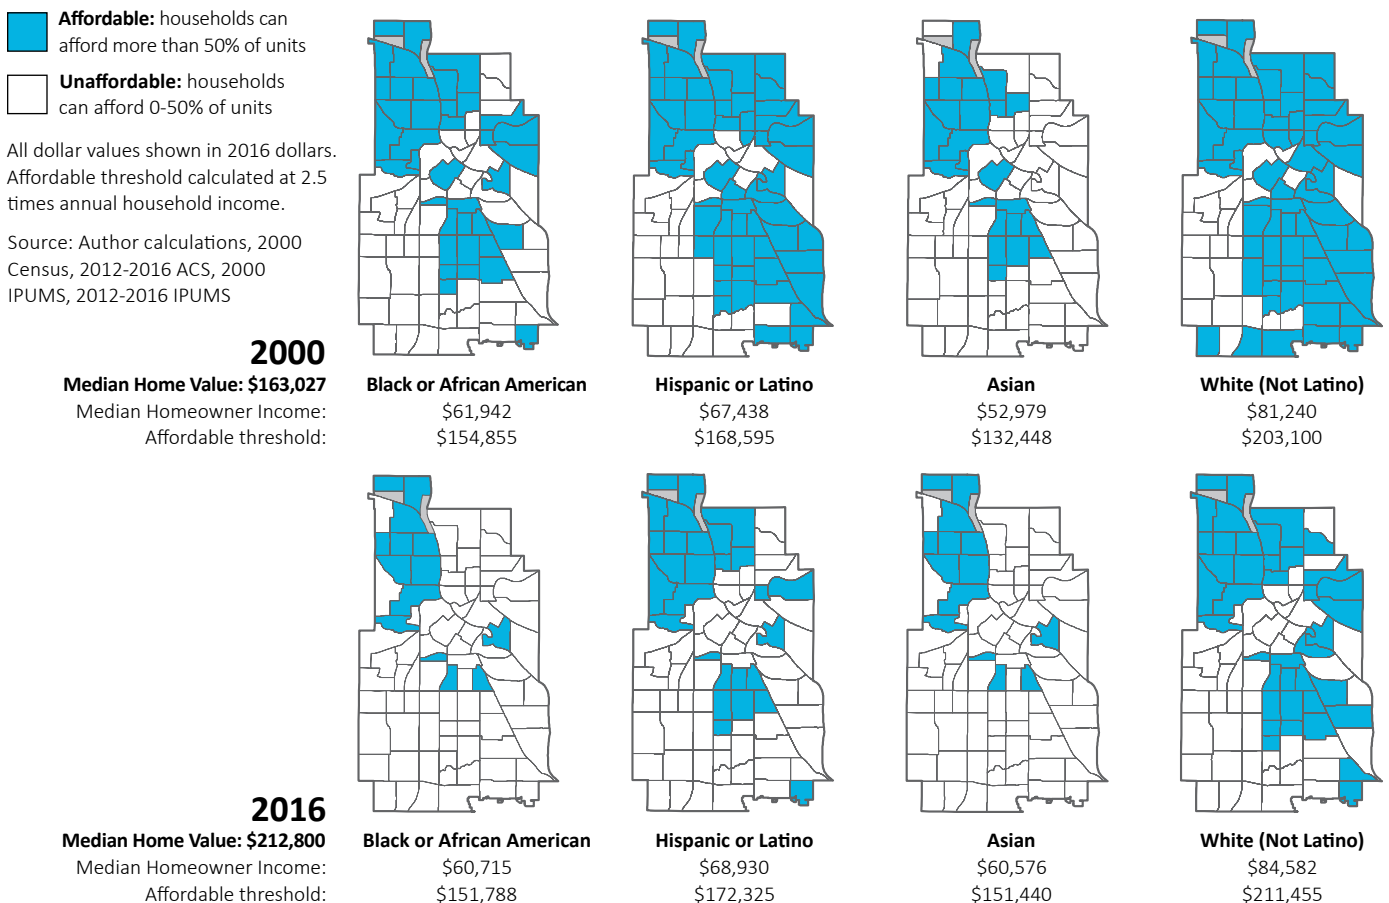 Affordable: households can
afford more than 50% of units
Unaffordable: households
can afford 0-50% of units
All dollar values shown in 2016 dollars.
Affordable threshold calculated at 2.5
times annual household income.
Source: Author calculations, 2000
Census, 2012-2016 ACS, 2000
IPUMS, 2012-2016 IPUMS
2000
Median Home Value: $163,027 Black or African American Hispanic or Latino Asian White (Not Latino)
Median Homeowner Income: $61,942 $67,438 $52,979 $81,240
Affordable threshold: $154,855 $168,595 $132,448 $203,100
2016
Median Home Value: $212,800 Black or African American Hispanic or Latino Asian White (Not Latino)
Median Homeowner Income: $60,715 $68,930 $60,576 $84,582
Affordable threshold: $151,788 $172,325 $151,440 $211,455